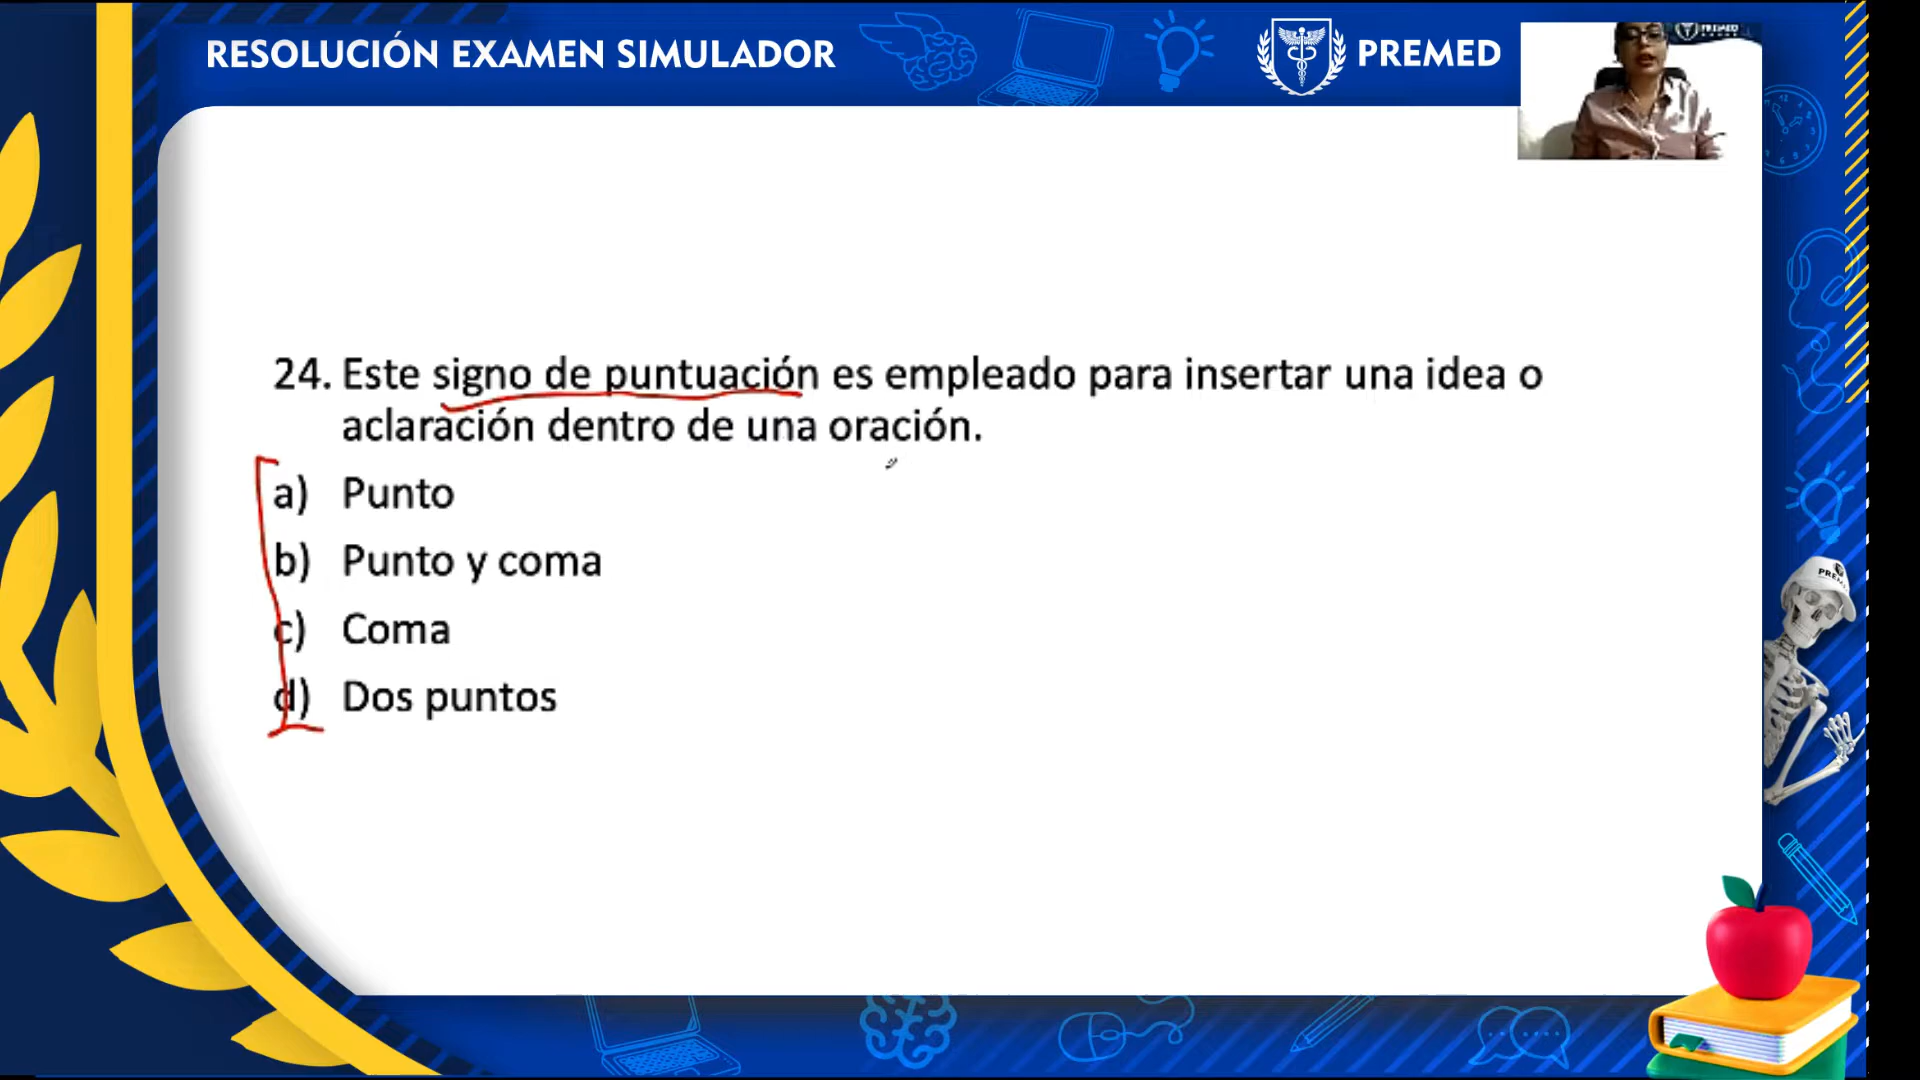 RESOLUCIÓN EXAMEN SIMULADOR
PREMED
PREMED
24. Este signo de puntuación es empleado para insertar una idea o
aclaración dentro de una oración.
a) Punto
b) Punto y coma
c) Coma
d) Dos puntos